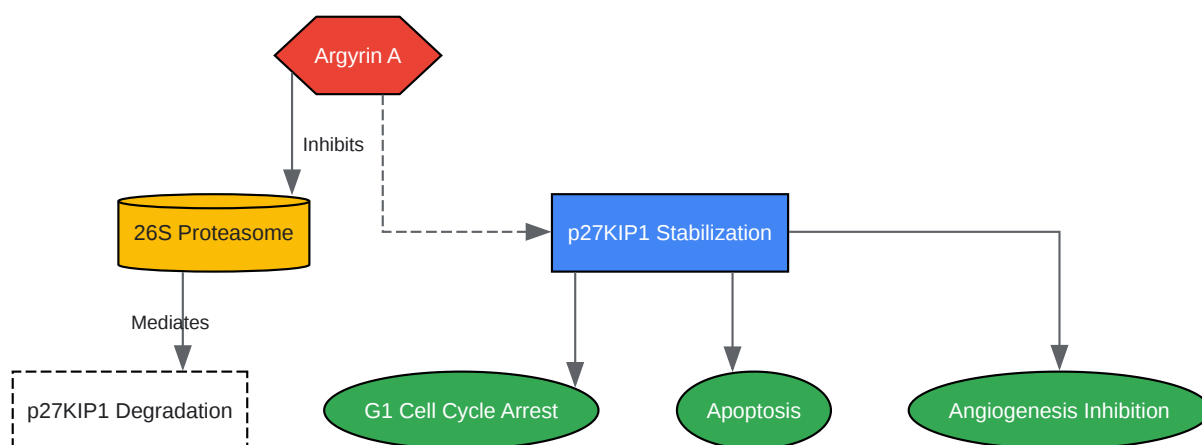 Argyrin A
Inhibits
26S Proteasome
p27KIP1 Stabilization
Mediates
p27KIP1 Degradation
G1 Cell Cycle Arrest
Apoptosis
Angiogenesis Inhibition